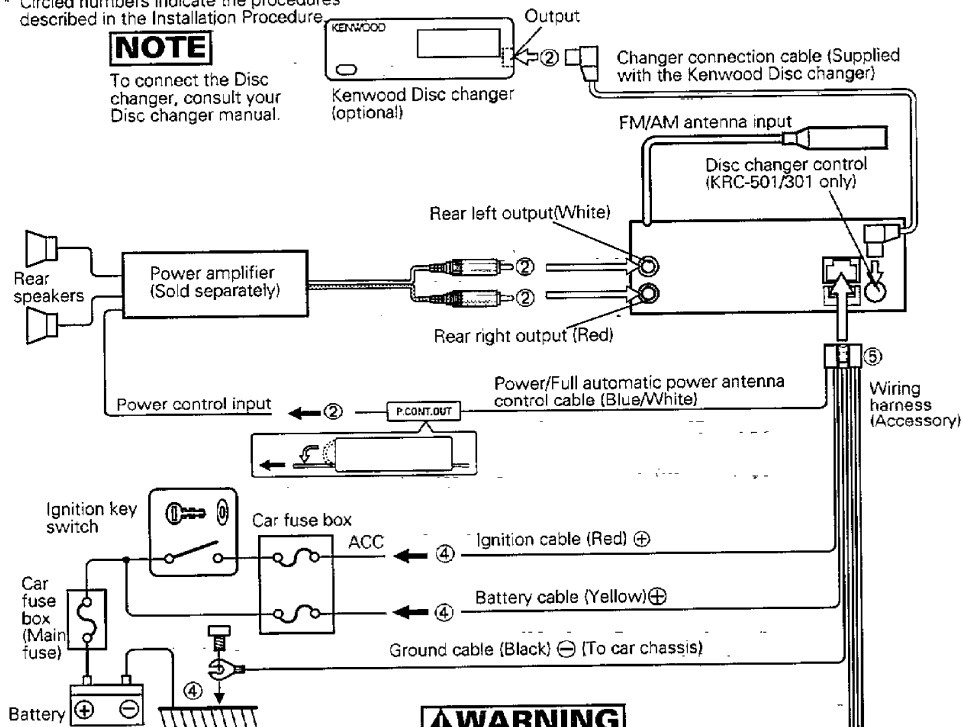 * Circled numbers indicate the procedures
described in the Installation Procedure.
NOTE
To connect the Disc
changer, consult your
Disc changer manual.
KENWOOD
Output
②
Kenwood Disc changer
(optional)
Changer connection cable (Supplied
with the Kenwood Disc changer)
FM/AM antenna input
Disc changer control
(KRC-501/301 only)
Rear left output(White)
Rear
speakers
Power amplifier
(Sold separately)
②
②
Rear right output (Red)
⑤
Wiring
harness
(Accessory)
Power/Full automatic power antenna
control cable (Blue/White)
Power control input
②
P.CONT.OUT
Ignition key
switch
Car fuse box
ACC
④
Ignition cable (Red) ⊕
Car
fuse
box
(Main
fuse)
④
Battery cable (Yellow)⊕
Ground cable (Black) ⊖ (To car chassis)
④
Battery
⊕ ⊖
⚠WARNING